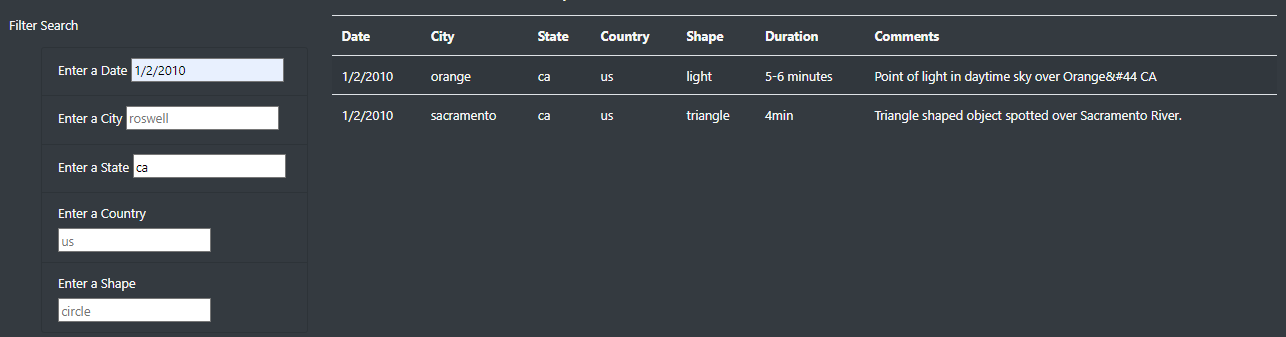 Filter Search
Enter a Date 1/2/2010
Enter a City roswell
Enter a State ca
Enter a Country
us
Enter a Shape
circle
Date City State Country Shape Duration Comments
1/2/2010 orange ca us light 5-6 minutes Point of light in daytime sky over Orange&#44 CA
1/2/2010 sacramento ca us triangle 4min Triangle shaped object spotted over Sacramento River.